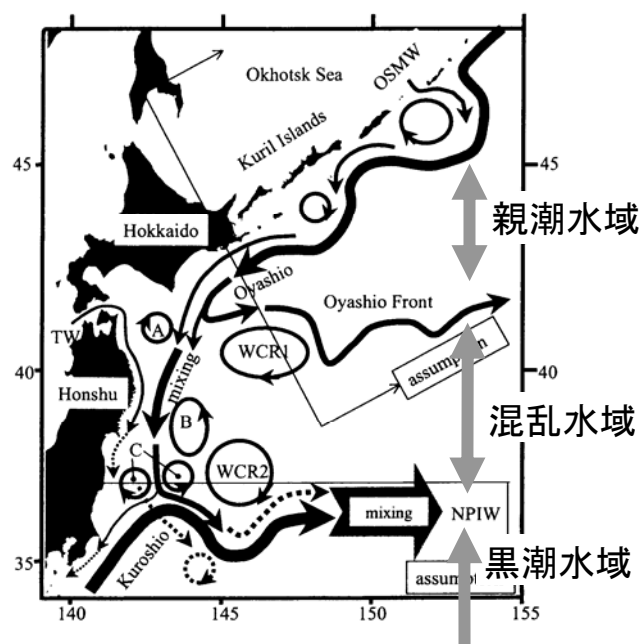 Okhotsk Sea
OSMW
Kuril Islands
45
45
親潮水域
Hokkaido
Oyashio
Oyashio Front
TW
A
WCR1
mixing
assumption
40
40
Honshu
B
混乱水域
C
WCR2
mixing
NPIW
35
Kuroshio
黒潮水域
assumpt
140
145
150
155